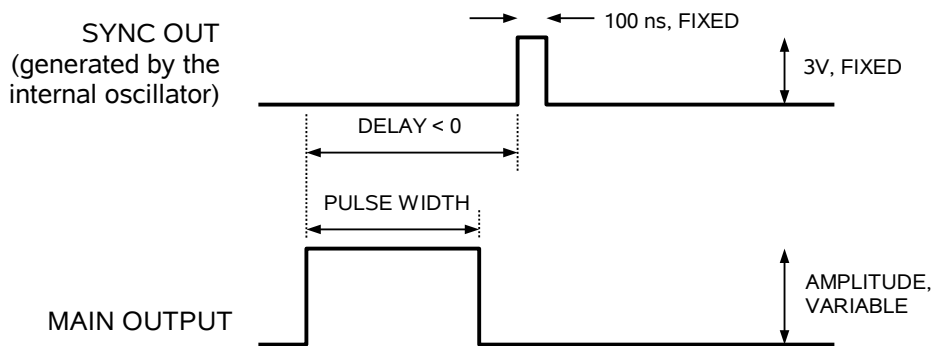 100 ns, FIXED
SYNC OUT
(generated by the
internal oscillator)
3V, FIXED
DELAY < 0
PULSE WIDTH
AMPLITUDE,
VARIABLE
MAIN OUTPUT